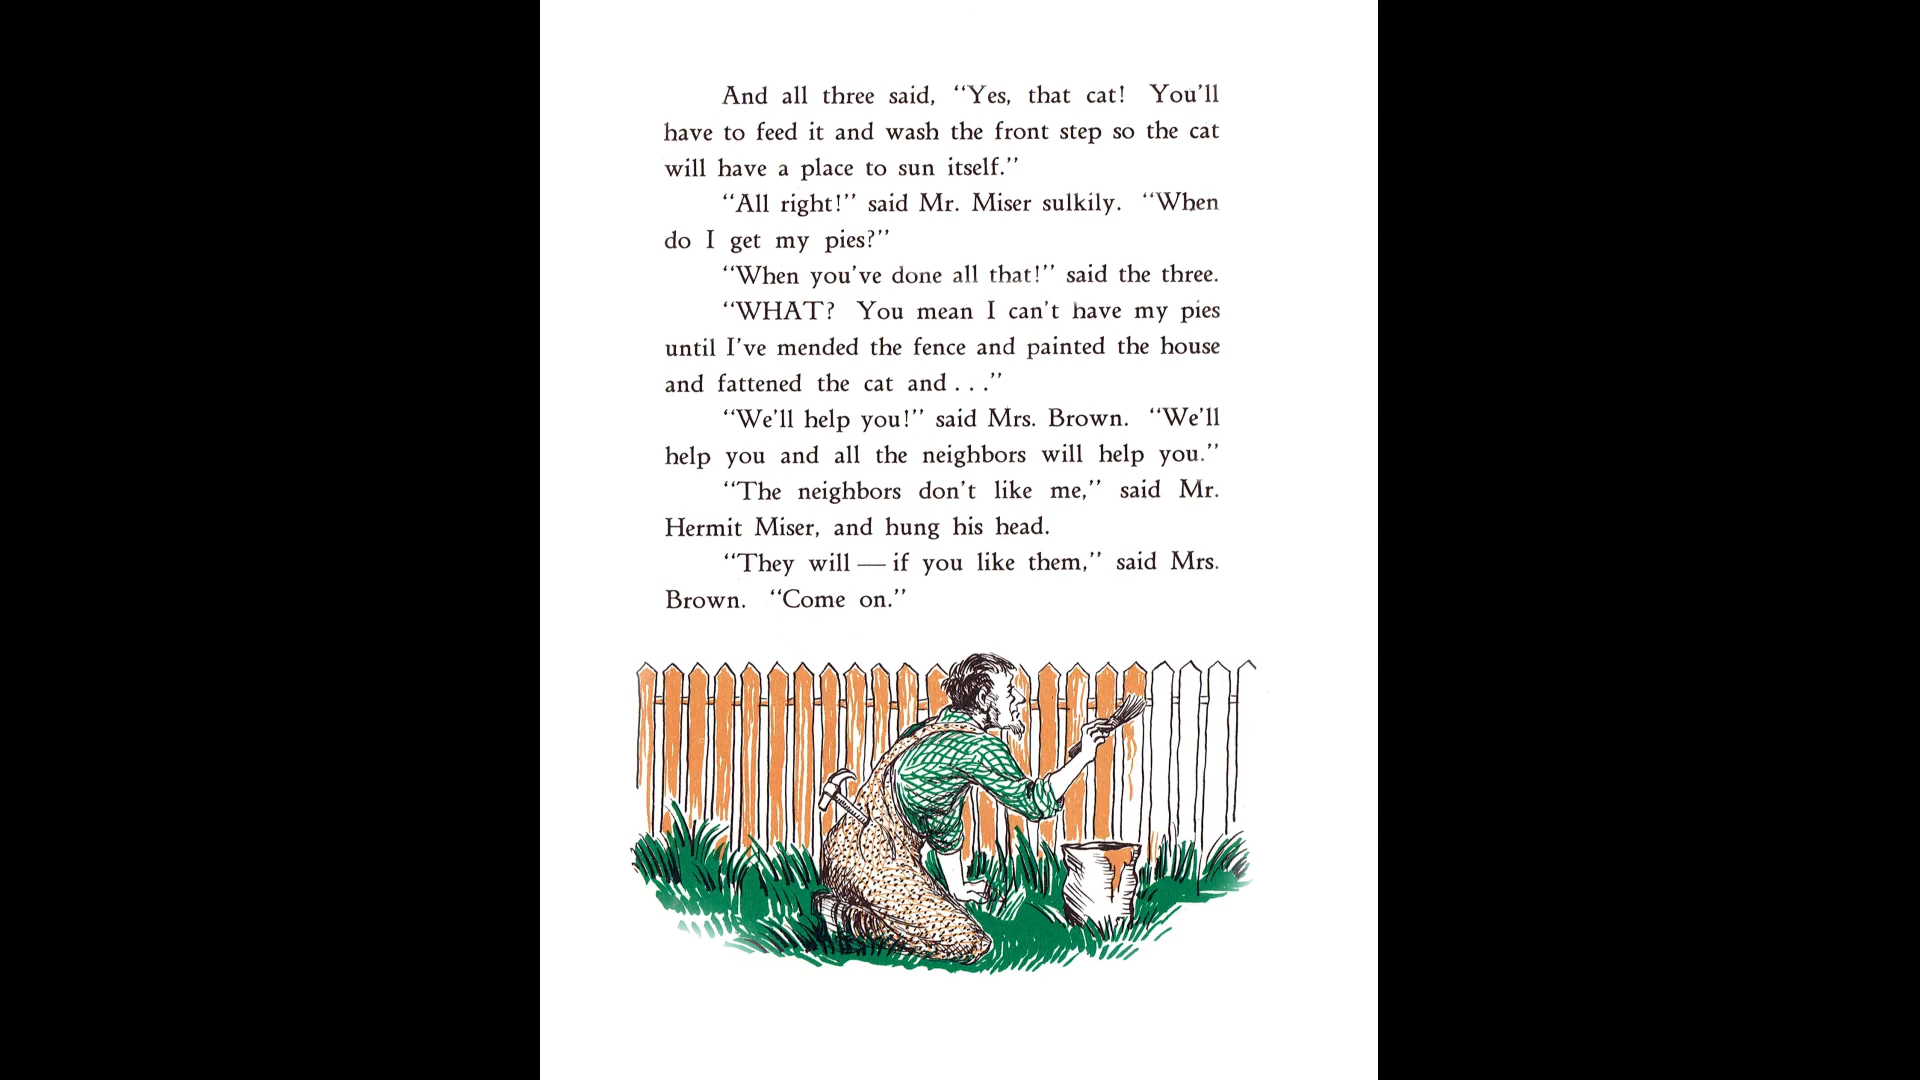 And all three said, “Yes, that cat! You’ll
have to feed it and wash the front step so the cat
will have a place to sun itself.”
“All right!” said Mr. Miser sulkily. “When
do I get my pies?”
“When you’ve done all that!” said the three.
“WHAT? You mean I can’t have my pies
until I’ve mended the fence and painted the house
and fattened the cat and . . .”
“We’ll help you!” said Mrs. Brown. “We’ll
help you and all the neighbors will help you.”
“The neighbors don’t like me,” said Mr.
Hermit Miser, and hung his head.
“They will — if you like them,” said Mrs.
Brown. “Come on.”